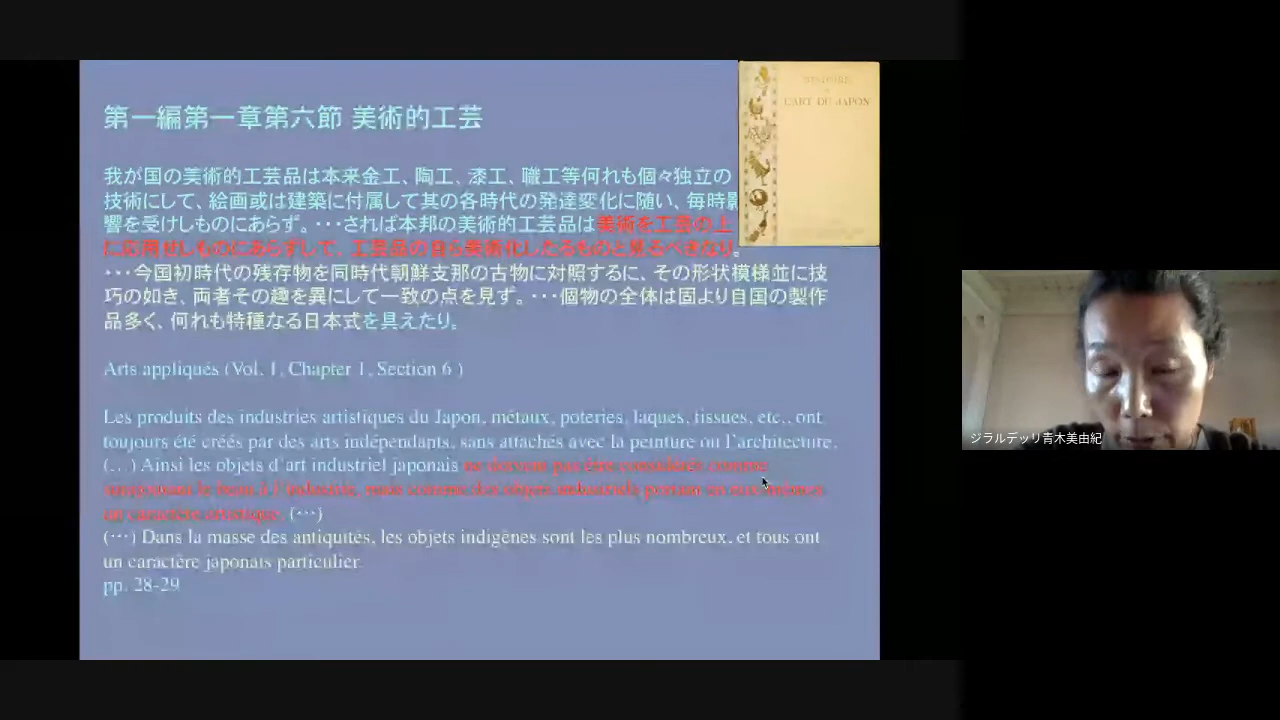 第一編第一章第六節 美術的工芸
HISTOIRE
L'ART DU JAPON
我が国の美術的工芸品は本来金工、陶工、漆工、職工等何れも個々独立の
技術にして、絵画或は建築に付属して其の各時代の発達変化に随い、毎時影
響を受けしものにあらず。・・・されば本邦の美術的工芸品は美術を工芸の上
に応用せしものにあらずして、工芸品の自ら美術化したるものと見るべきなり。
・・・今国初時代の残存物を同時代朝鮮支那の古物に対照するに、その形状模様並に技
巧の如き、両者その趣を異にして一致の点を見ず。・・・個物の全体は固より自国の製作
品多く、何れも特種なる日本式を具えたり。
Arts appliqués (Vol. 1, Chapter 1, Section 6 )
Les produits des industries artistiques du Japon, métaux, poteries, laques, tissues, etc., ont
toujours été créés par des arts indépendants, sans attachés avec la peinture ou l'architecture.
(…) Ainsi les objets d'art industriel japonais ne doivent pas être considérés comme
le beau à l'industrie, mais comme des objets industriels portant en eux-mêmes
un caractère artistique. (…)
(…) Dans la masse des antiquités, les objets indigènes sont les plus nombreux, et tous ont
un caractère japonais particulier.
pp. 28-29
ジラルデッリ青木美由紀